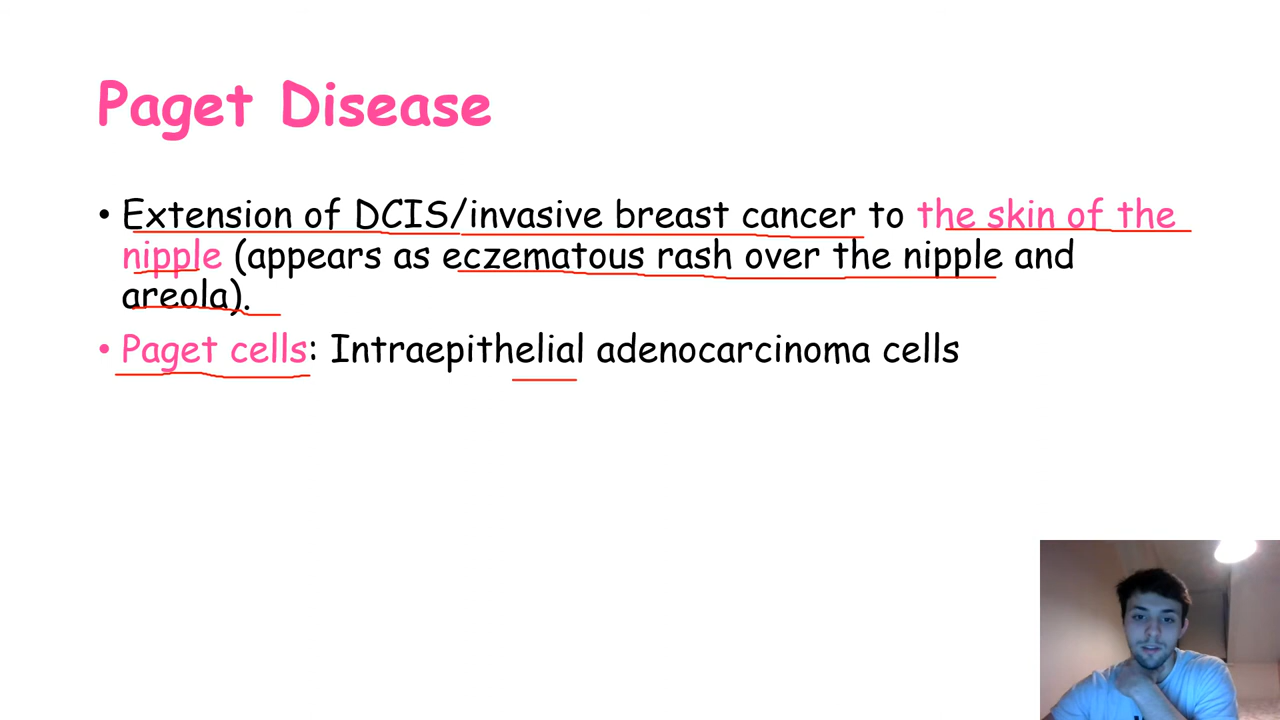 Paget Disease
• Extension of DCIS/invasive breast cancer to the skin of the
nipple (appears as eczematous rash over the nipple and
areola).
• Paget cells: Intraepithelial adenocarcinoma cells